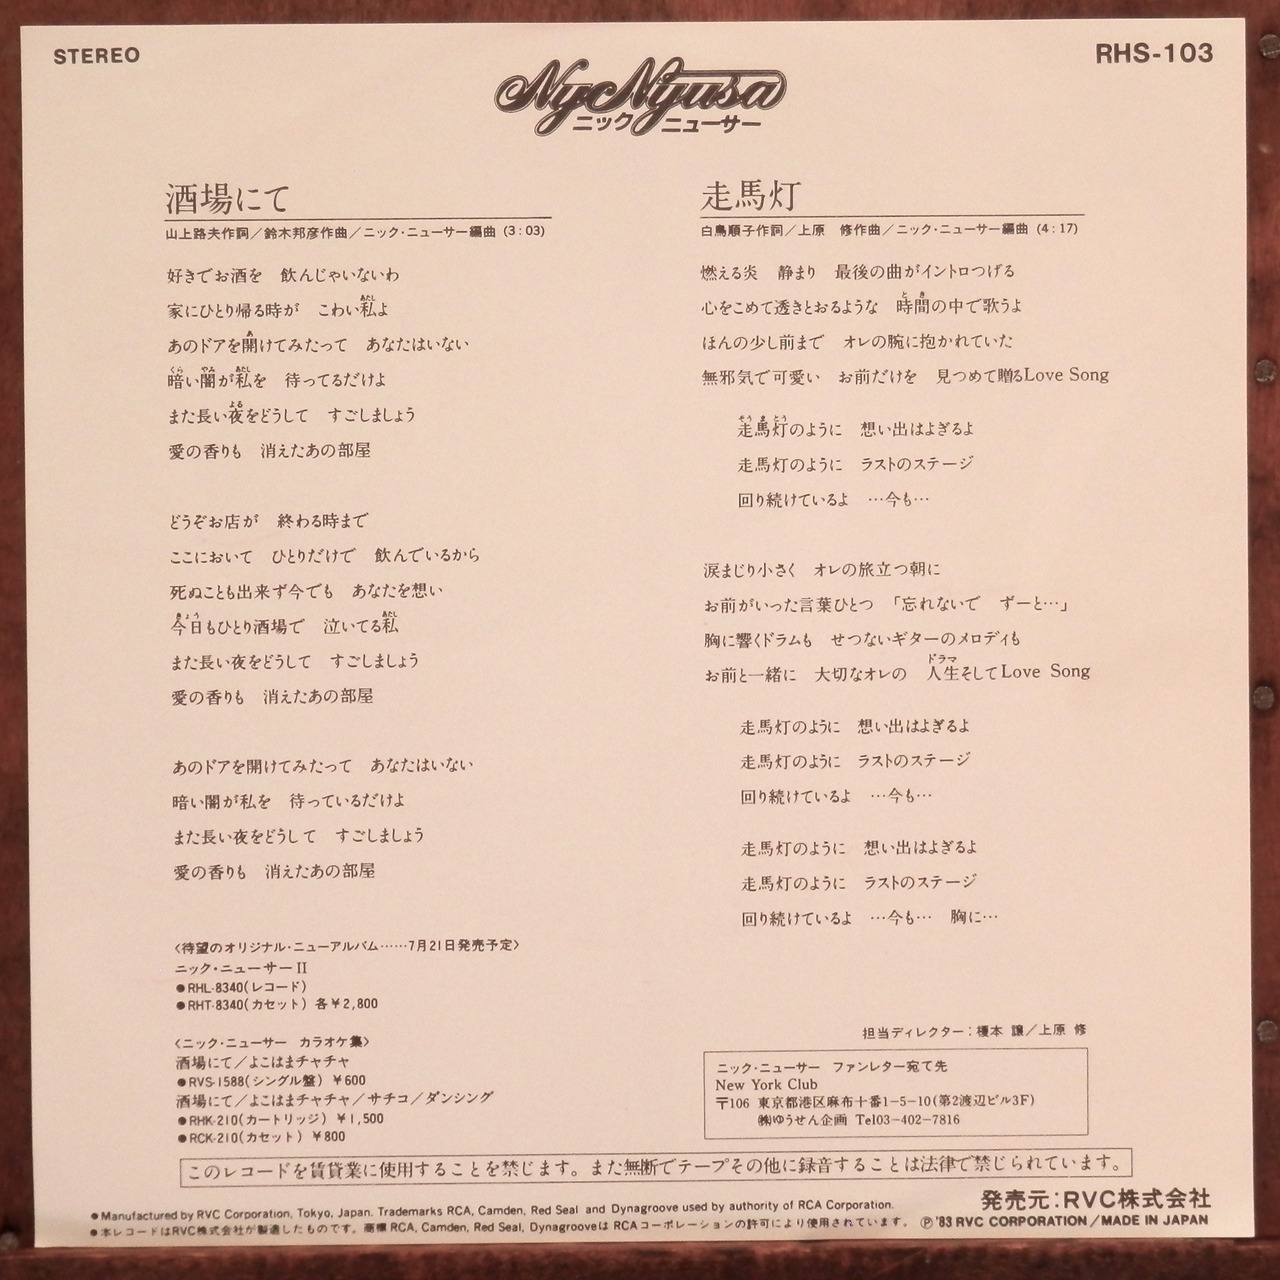 STEREO
RHS-103
NycNyusa
ニック ニューサー
酒場にて
山上路夫作詞／鈴木邦彦作曲／ニック・ニューサー編曲 (3:03)
好きでお酒を　飲んじゃいないわ
家にひとり帰る時が　こわい私よ
あたし
あのドアを開けてみたって　あなたはいない
あ
暗い闇が私を　待ってるだけよ
くら やみ あたし
また長い夜をどうして　すごしましょう
よる
愛の香りも　消えたあの部屋
どうぞお店が　終わる時まで
ここにおいて　ひとりだけで　飲んでいるから
死ぬことも出来ず今でも　あなたを想い
今日もひとり酒場で　泣いてる私
きょう あたし
また長い夜をどうして　すごしましょう
愛の香りも　消えたあの部屋
あのドアを開けてみたって　あなたはいない
暗い闇が私を　待っているだけよ
また長い夜をどうして　すごしましょう
愛の香りも　消えたあの部屋
〈待望のオリジナル・ニューアルバム……7月21日発売予定〉
ニック・ニューサーII
●RHL-8340(レコード)
●RHT-8340(カセット) 各￥2,800
〈ニック・ニューサー　カラオケ集〉
酒場にて／よこはまチャチャ
●RVS-1588(シングル盤) ￥600
酒場にて／よこはまチャチャ／サチコ／ダンシング
●RHK-210(カートリッジ) ￥1,500
●RCK-210(カセット) ￥800
走馬灯
白鳥順子作詞／上原　修作曲／ニック・ニューサー編曲 (4:17)
燃える炎　静まり　最後の曲がイントロつげる
心をこめて透きとおるような　時間の中で歌うよ
とき
ほんの少し前まで　オレの腕に抱かれていた
無邪気で可愛い　お前だけを　見つめて贈るLove Song
走馬灯のように　想い出はよぎるよ
そうまとう
走馬灯のように　ラストのステージ
回り続けているよ　…今も…
涙まじり小さく　オレの旅立つ朝に
お前がいった言葉ひとつ　「忘れないで　ずーと…」
胸に響くドラムも　せつないギターのメロディも
お前と一緒に　大切なオレの　人生そしてLove Song
ドラマ
走馬灯のように　想い出はよぎるよ
走馬灯のように　ラストのステージ
回り続けているよ　…今も…
走馬灯のように　想い出はよぎるよ
走馬灯のように　ラストのステージ
回り続けているよ　…今も…　胸に…
担当ディレクター：榎本 譲／上原 修
ニック・ニューサー　ファンレター宛て先
New York Club
〒106 東京都港区麻布十番1-5-10(第2渡辺ビル3F)
㈱ゆうせん企画 Tel03-402-7816
このレコードを賃貸業に使用することを禁じます。また無断でテープその他に録音することは法律で禁じられています。
●Manufactured by RVC Corporation, Tokyo, Japan. Trademarks RCA, Camden, Red Seal and Dynagroove used by authority of RCA Corporation.
●本レコードはRVC株式会社が製造したものです。商標RCA, Camden, Red Seal, DynagrooveはRCAコーポレーションの許可により使用されています。
発売元：RVC株式会社
Ⓟ'83 RVC CORPORATION／MADE IN JAPAN